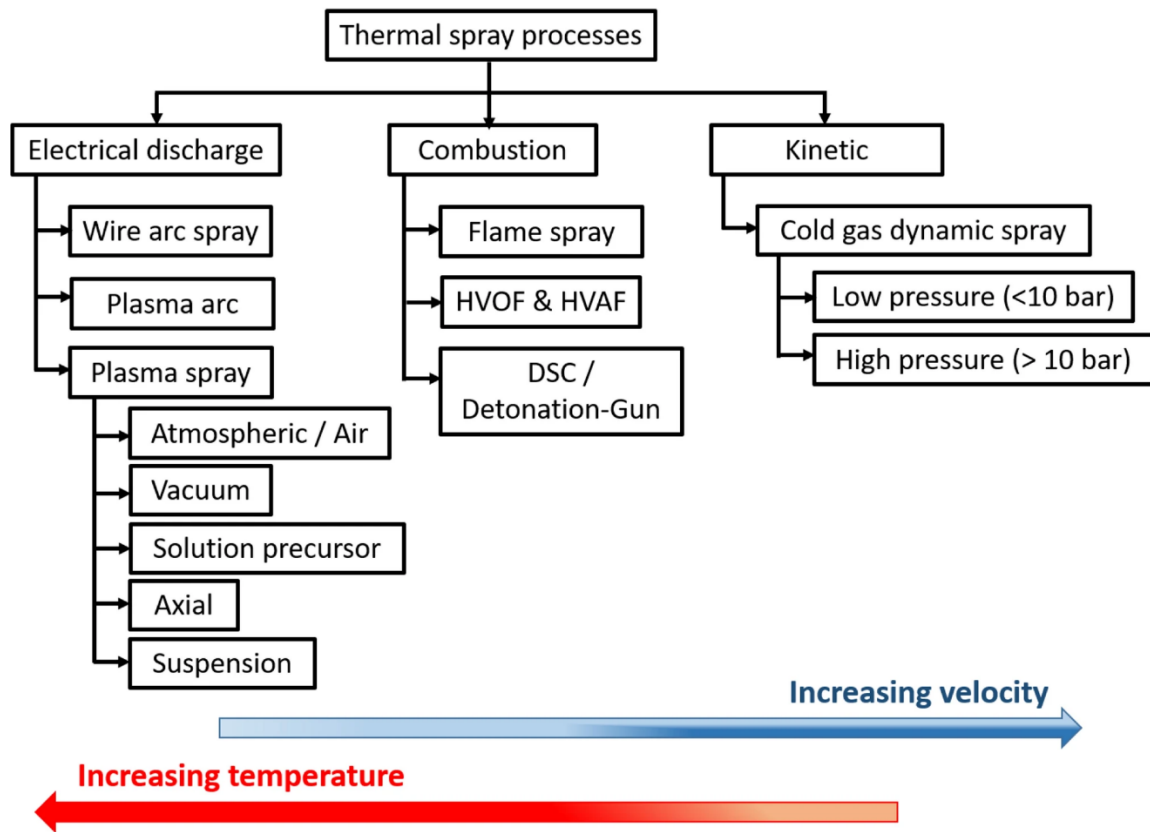 Thermal spray processes
Electrical discharge
Wire arc spray
Plasma arc
Plasma spray
Atmospheric / Air
Vacuum
Solution precursor
Axial
Suspension
Combustion
Flame spray
HVOF & HVAF
DSC /
Detonation-Gun
Kinetic
Cold gas dynamic spray
Low pressure (<10 bar)
High pressure (> 10 bar)
Increasing velocity
Increasing temperature